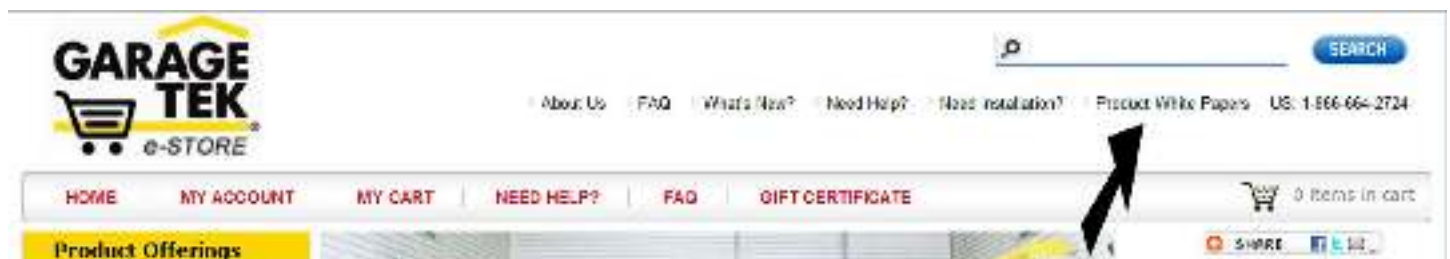 GARAGE
TEK
e-STORE
SEARCH
About Us FAQ What's New? Need Help? Need Installation? Product White Papers US: 1-866-664-2724
HOME MY ACCOUNT MY CART NEED HELP? FAQ GIFT CERTIFICATE 0 items in cart
Product Offerings SHARE